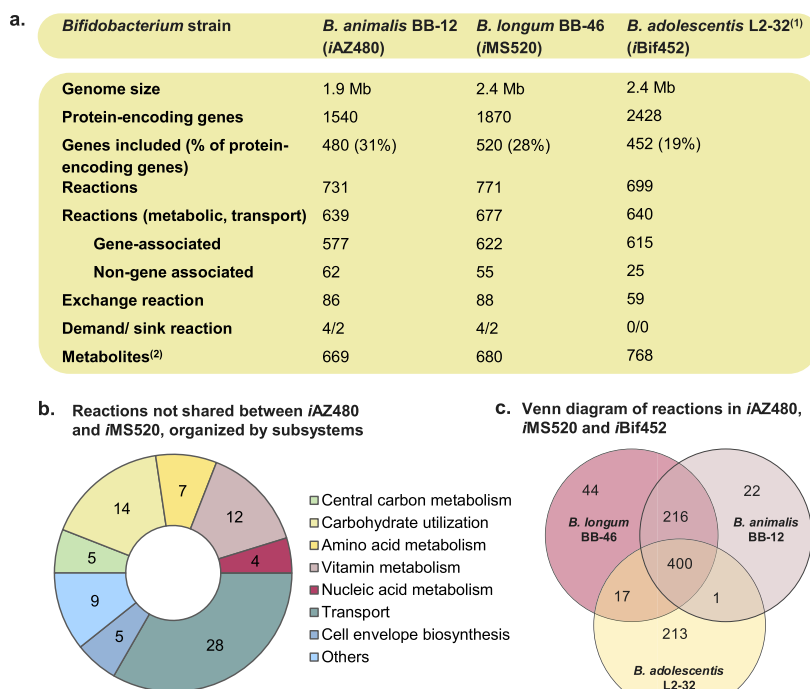 a.
Bifidobacterium strain B. animalis BB-12 B. longum BB-46 B. adolescentis L2-32(1)
(iAZ480) (iMS520) (iBif452)
Genome size 1.9 Mb 2.4 Mb 2.4 Mb
Protein-encoding genes 1540 1870 2428
Genes included (% of protein- 480 (31%) 520 (28%) 452 (19%)
encoding genes)
Reactions 731 771 699
Reactions (metabolic, transport) 639 677 640
Gene-associated 577 622 615
Non-gene associated 62 55 25
Exchange reaction 86 88 59
Demand/ sink reaction 4/2 4/2 0/0
Metabolites(2) 669 680 768
b. Reactions not shared between iAZ480
and iMS520, organized by subsystems
14
7
12
4
28
5
9
5
Central carbon metabolism
Carbohydrate utilization
Amino acid metabolism
Vitamin metabolism
Nucleic acid metabolism
Transport
Cell envelope biosynthesis
Others
c. Venn diagram of reactions in iAZ480,
iMS520 and iBif452
44
22
216
B. longum
BB-46
B. animalis
BB-12
400
17
1
213
B. adolescentis
L2-32